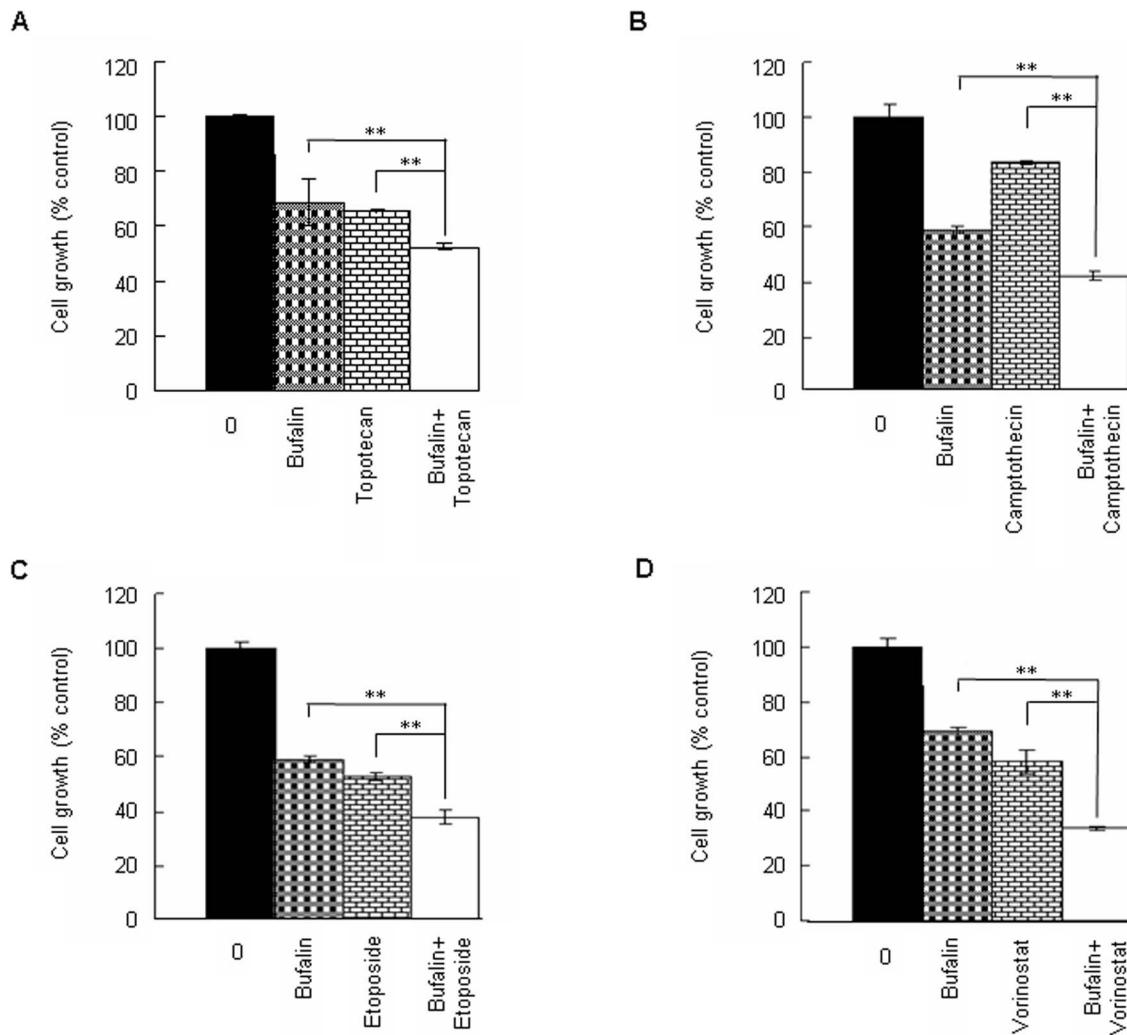 A
Cell growth (% control)
120
100
80
60
40
20
0
**
**
0
Bufalin
Topotecan
Bufalin+
Topotecan
B
Cell growth (% control)
120
100
80
60
40
20
0
**
**
0
Bufalin
Camptothecin
Bufalin+
Camptothecin
C
Cell growth (% control)
120
100
80
60
40
20
0
**
**
0
Bufalin
Etoposide
Bufalin+
Etoposide
D
Cell growth (% control)
120
100
80
60
40
20
0
**
**
0
Bufalin
Vorinostat
Bufalin+
Vorinostat